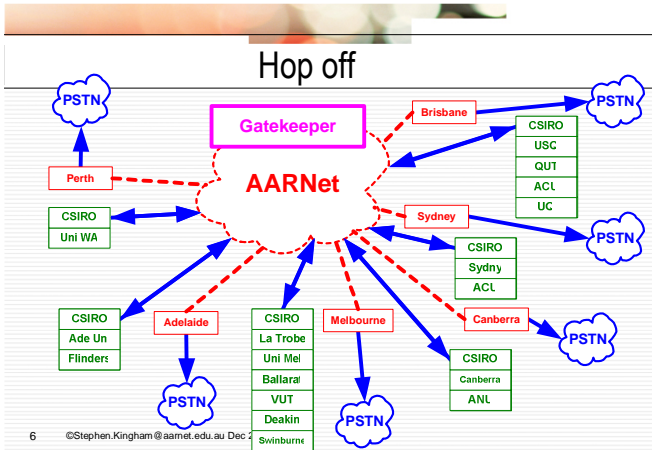 Hop off
PSTN
Gatekeeper
Brisbane
PSTN
CSIRO
USC
QUT
ACU
UC
AARNet
Perth
CSIRO
Uni WA
Sydney
PSTN
CSIRO
Sydny
ACU
CSIRO
Ade Un
Flinders
Adelaide
PSTN
CSIRO
La Trobe
Uni Mel
Ballarat
VUT
Deakin
Swinburne
Melbourne
PSTN
Canberra
PSTN
CSIRO
Canberra
ANU
6 ©Stephen.Kingham@aarnet.edu.au Dec 2